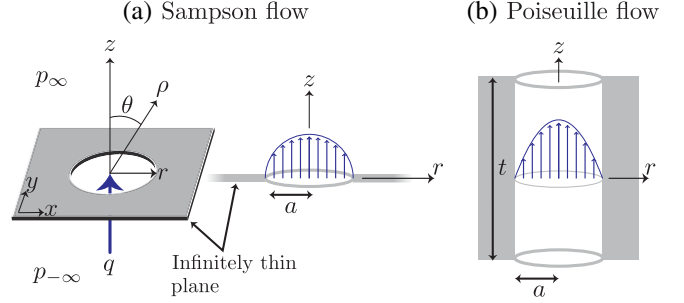 (a) Sampson flow
(b) Poiseuille flow
z
p∞
θ
ρ
r
y
x
q
p−∞
z
r
a
Infinitely thin
plane
z
t
r
a